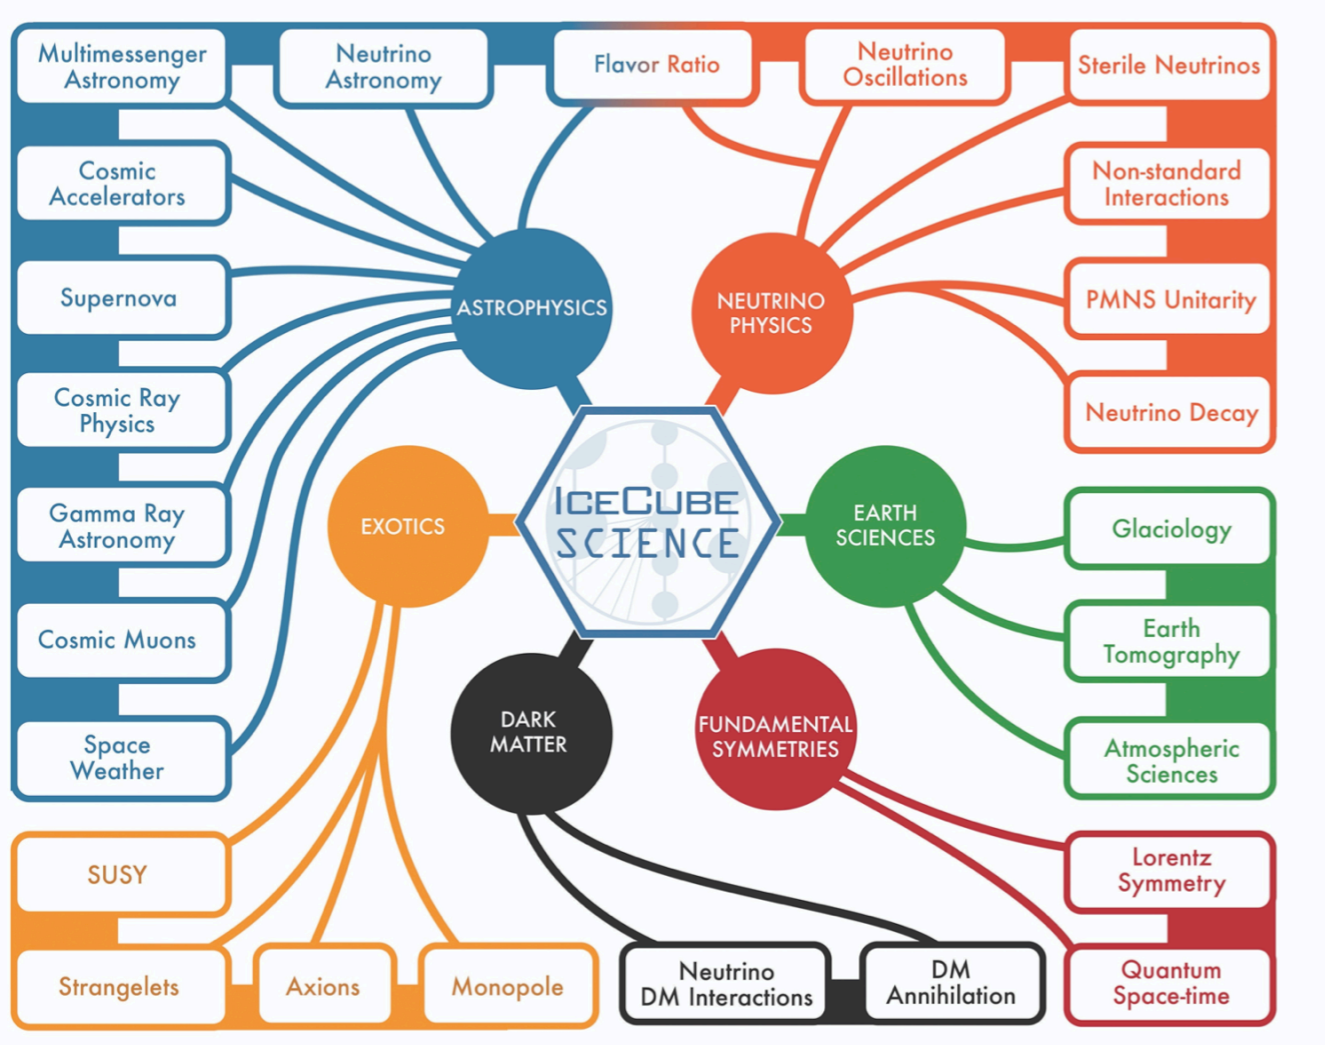 Multimessenger
Astronomy
Neutrino
Astronomy
Flavor Ratio
Neutrino
Oscillations
Sterile Neutrinos
Cosmic
Accelerators
Non-standard
Interactions
Supernova
ASTROPHYSICS
NEUTRINO
PHYSICS
PMNS Unitarity
Cosmic Ray
Physics
Neutrino Decay
Gamma Ray
Astronomy
EXOTICS
ICECUBE
SCIENCE
EARTH
SCIENCES
Glaciology
Cosmic Muons
Earth
Tomography
Space
Weather
DARK
MATTER
FUNDAMENTAL
SYMMETRIES
Atmospheric
Sciences
SUSY
Lorentz
Symmetry
Strangelets
Axions
Monopole
Neutrino
DM Interactions
DM
Annihilation
Quantum
Space-time